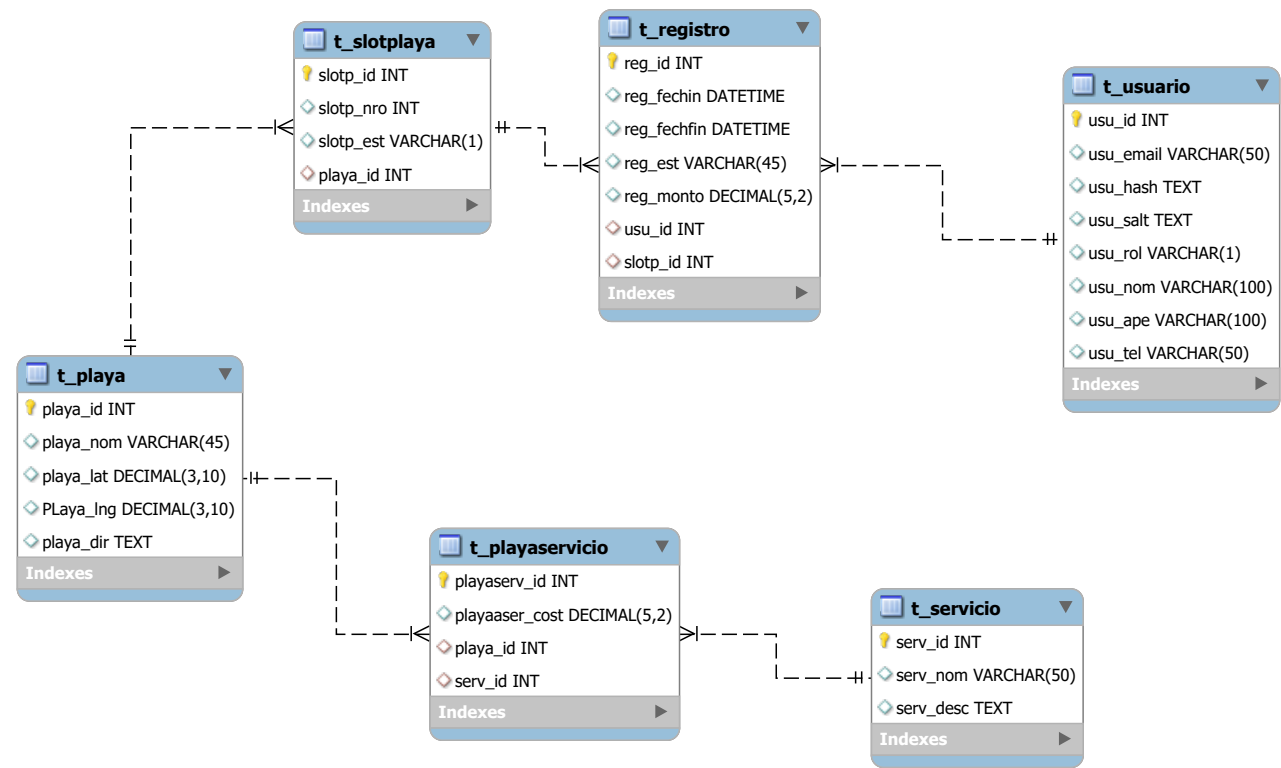 t_slotplaya
slotp_id INT
slotp_nro INT
slotp_est VARCHAR(1)
playa_id INT
Indexes
t_registro
reg_id INT
reg_fechin DATETIME
reg_fechfin DATETIME
reg_est VARCHAR(45)
reg_monto DECIMAL(5,2)
usu_id INT
slotp_id INT
Indexes
t_usuario
usu_id INT
usu_email VARCHAR(50)
usu_hash TEXT
usu_salt TEXT
usu_rol VARCHAR(1)
usu_nom VARCHAR(100)
usu_ape VARCHAR(100)
usu_tel VARCHAR(50)
Indexes
t_playa
playa_id INT
playa_nom VARCHAR(45)
playa_lat DECIMAL(3,10)
PLaya_lng DECIMAL(3,10)
playa_dir TEXT
Indexes
t_playaservicio
playaserv_id INT
playaaser_cost DECIMAL(5,2)
playa_id INT
serv_id INT
Indexes
t_servicio
serv_id INT
serv_nom VARCHAR(50)
serv_desc TEXT
Indexes